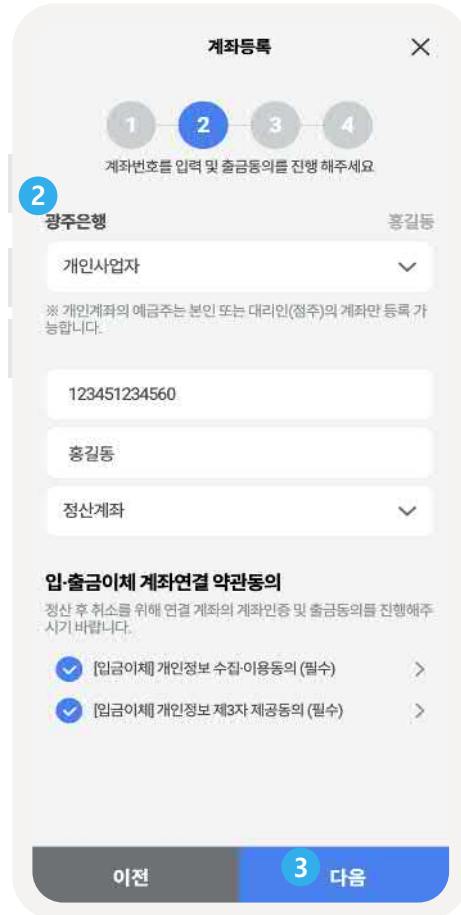 계좌등록
1 2 3 4
계좌번호를 입력 및 출금동의를 진행 해주세요
2
광주은행 홍길동
개인사업자
※ 개인계좌의 예금주는 본인 또는 대리인(점주)의 계좌만 등록 가
능합니다.
123451234560
홍길동
정산계좌
입·출금이체 계좌연결 약관동의
정산 후 취소를 위해 연결 계좌의 계좌인증 및 출금동의를 진행해주
시기 바랍니다.
[입금이체] 개인정보 수집·이용동의 (필수)
[입금이체] 개인정보 제3자 제공동의 (필수)
이전 3 다음